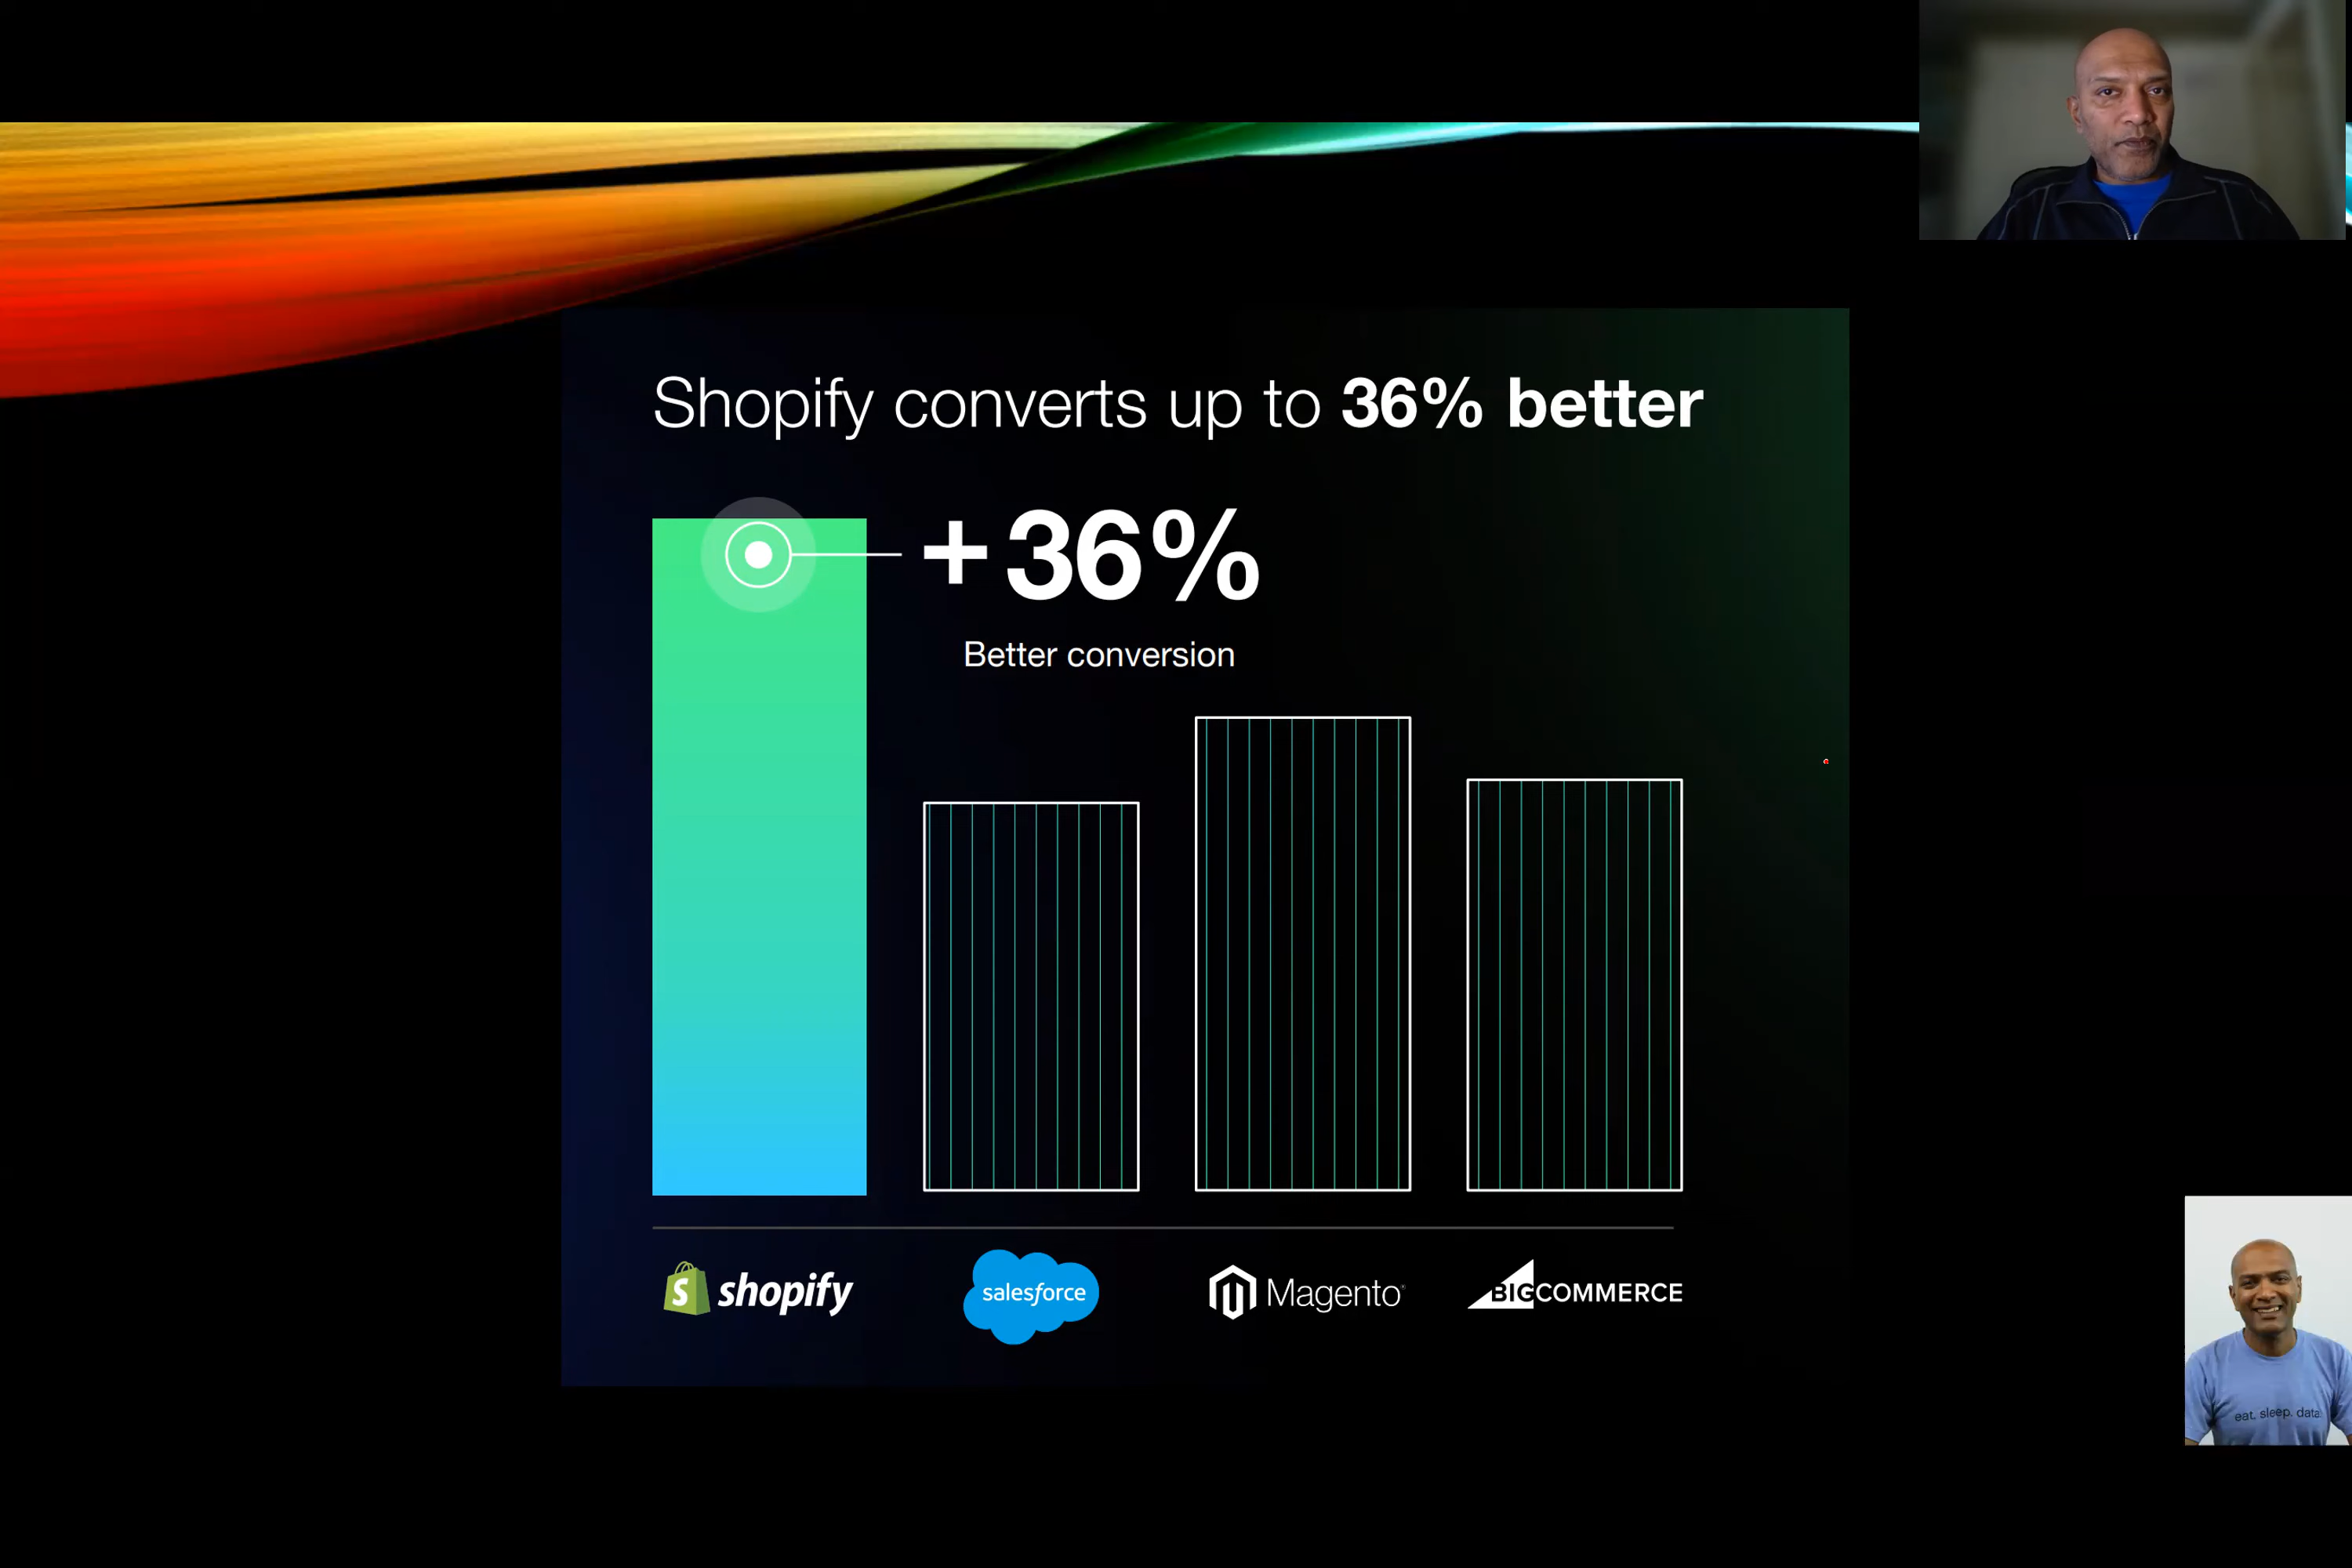 Shopify converts up to 36% better
+36%
Better conversion
shopify
salesforce
Magento
BIGCOMMERCE
eat. sleep. data